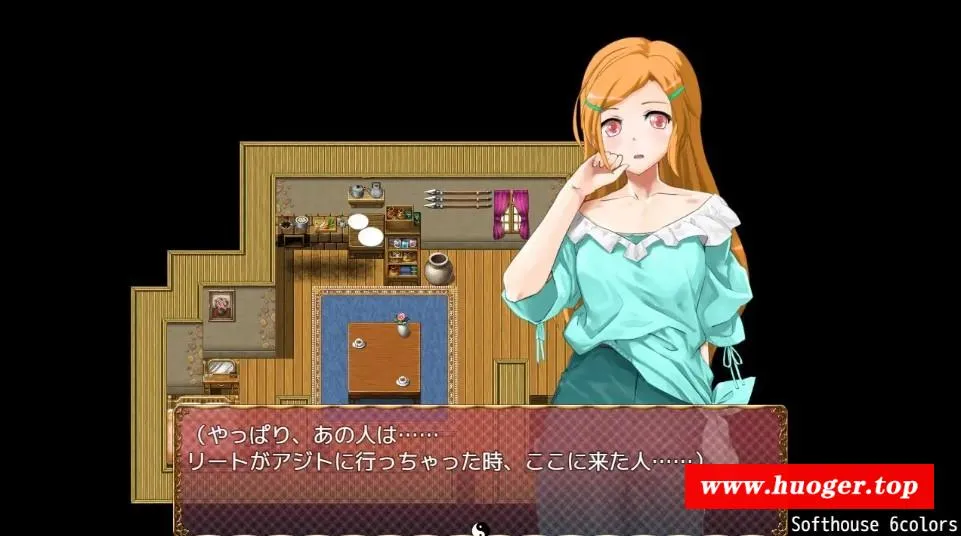 （やっぱり、あの人は……
リートがアジトに行っちゃった時、ここに来た人……）
www.huoger.top
Softhouse 6colors